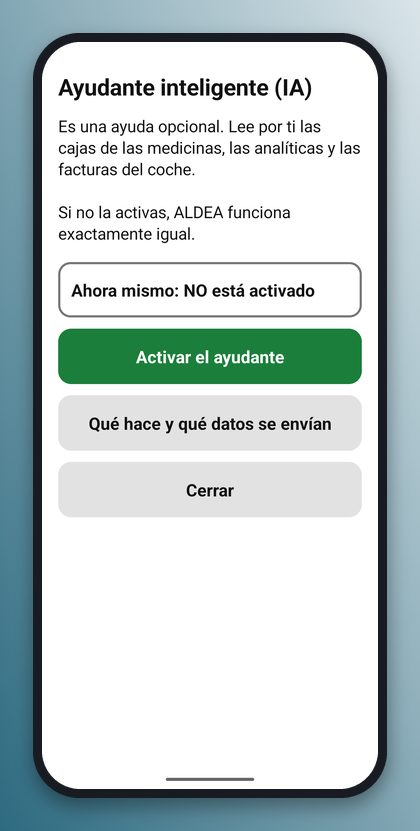 Ayudante inteligente (IA)
Es una ayuda opcional. Lee por ti las
cajas de las medicinas, las analíticas y las
facturas del coche.
Si no la activas, ALDEA funciona
exactamente igual.
Ahora mismo: NO está activado
Activar el ayudante
Qué hace y qué datos se envían
Cerrar